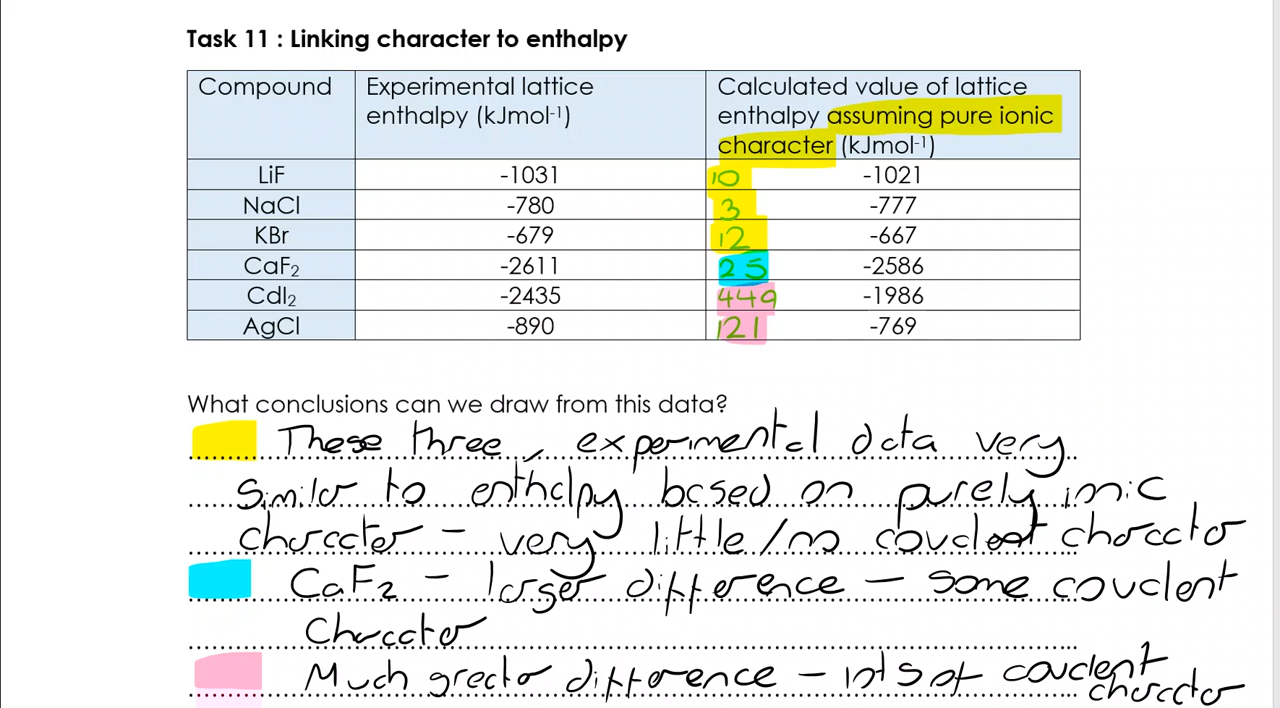 Task 11 : Linking character to enthalpy
Compound Experimental lattice enthalpy (kJmol-1) Calculated value of lattice enthalpy assuming pure ionic character (kJmol-1)
LiF -1031 10 -1021
NaCl -780 3 -777
KBr -679 12 -667
CaF2 -2611 25 -2586
CdI2 -2435 449 -1986
AgCl -890 121 -769
What conclusions can we draw from this data?
These three, experimental data very
similar to enthalpy based on purely ionic
character - very little/no covalent character
CaF2 - larger difference - some covalent
character
Much greater difference - lots of covalent
character